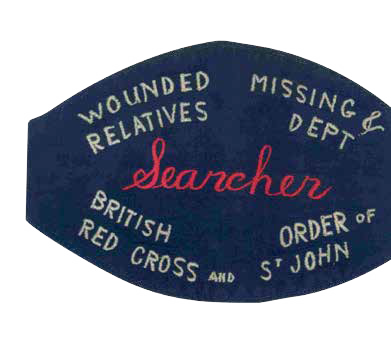 WOUNDED MISSING &
RELATIVES DEPT
Searcher
BRITISH ORDER OF
RED CROSS AND ST JOHN